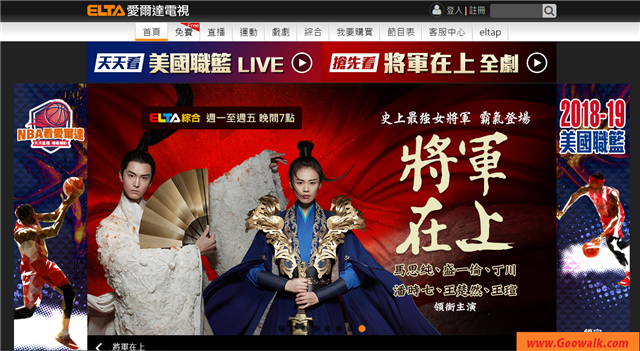 ELTA 愛爾達電視
登入 | 註冊
首頁 免費 Free 直播 運動 戲劇 綜合 我要購買 節目表 客服中心 eltap
天天看 美國職籃 LIVE
搶先看 將軍在上 全劇
NBA看愛爾達
2018-19
美國職籃
ELTA綜合 週一至週五 晚間7點
史上最強女將軍 霸氣登場
將軍
在上
馬思純、盛一倫、丁川
潘時七、王楚然、王瑄
領銜主演
將軍在上
www.Goowalk.com